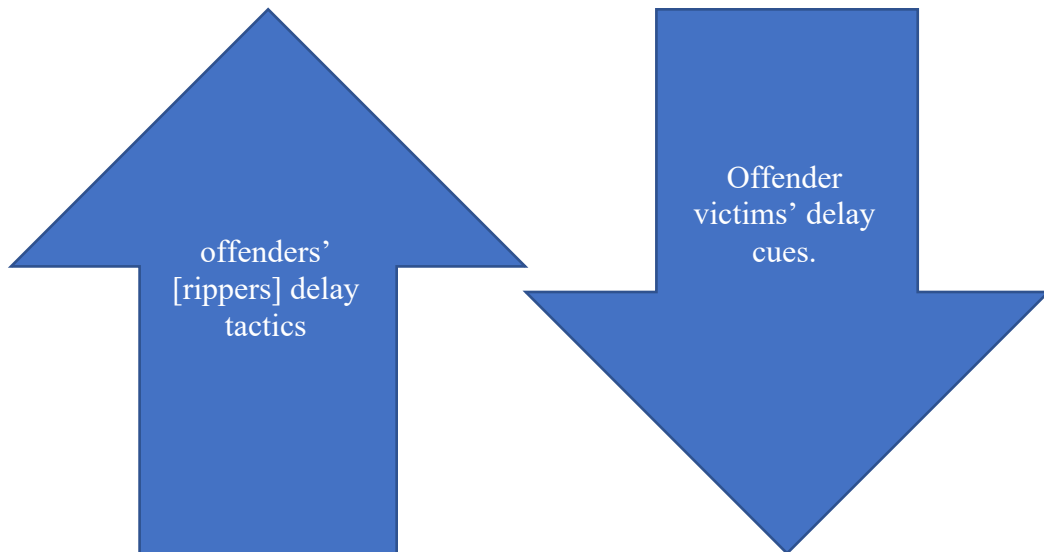 offenders’
[rippers] delay
tactics
Offender
victims’ delay
cues.